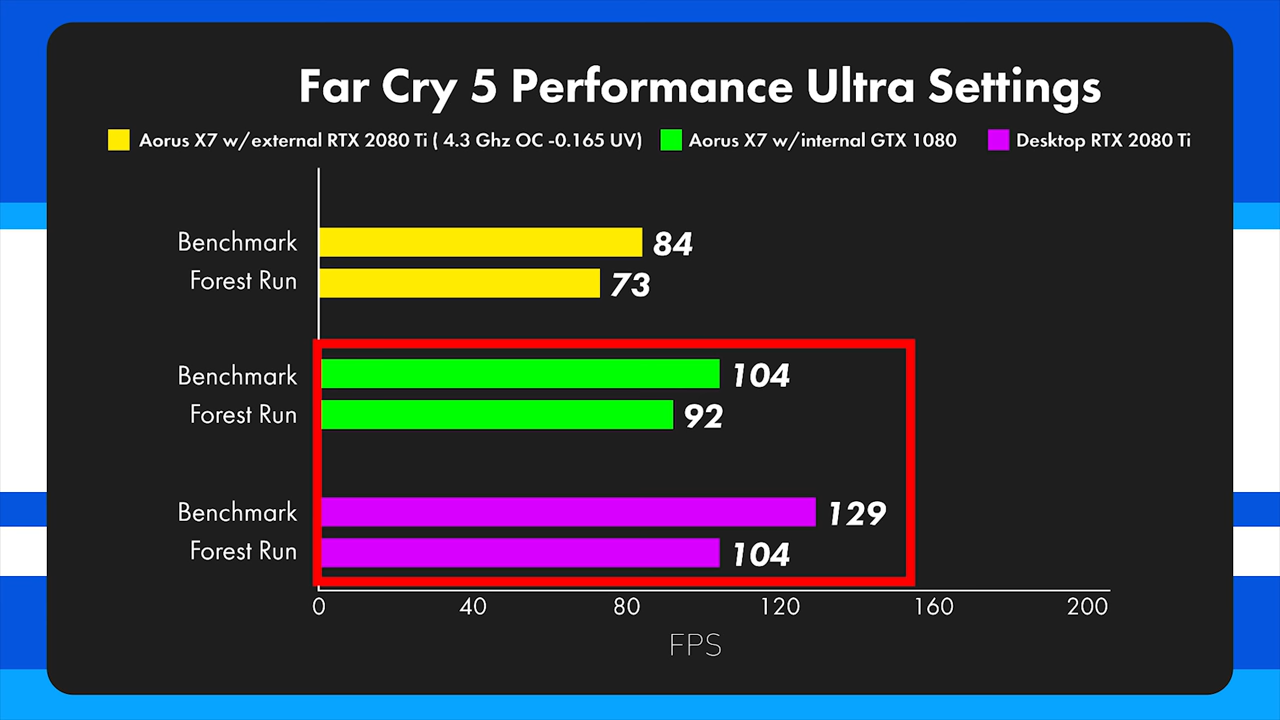 Far Cry 5 Performance Ultra Settings
Aorus X7 w/external RTX 2080 Ti ( 4.3 Ghz OC -0.165 UV) Aorus X7 w/internal GTX 1080 Desktop RTX 2080 Ti
Benchmark 84
Forest Run 73
Benchmark 104
Forest Run 92
Benchmark 129
Forest Run 104
0 40 80 120 160 200
FPS